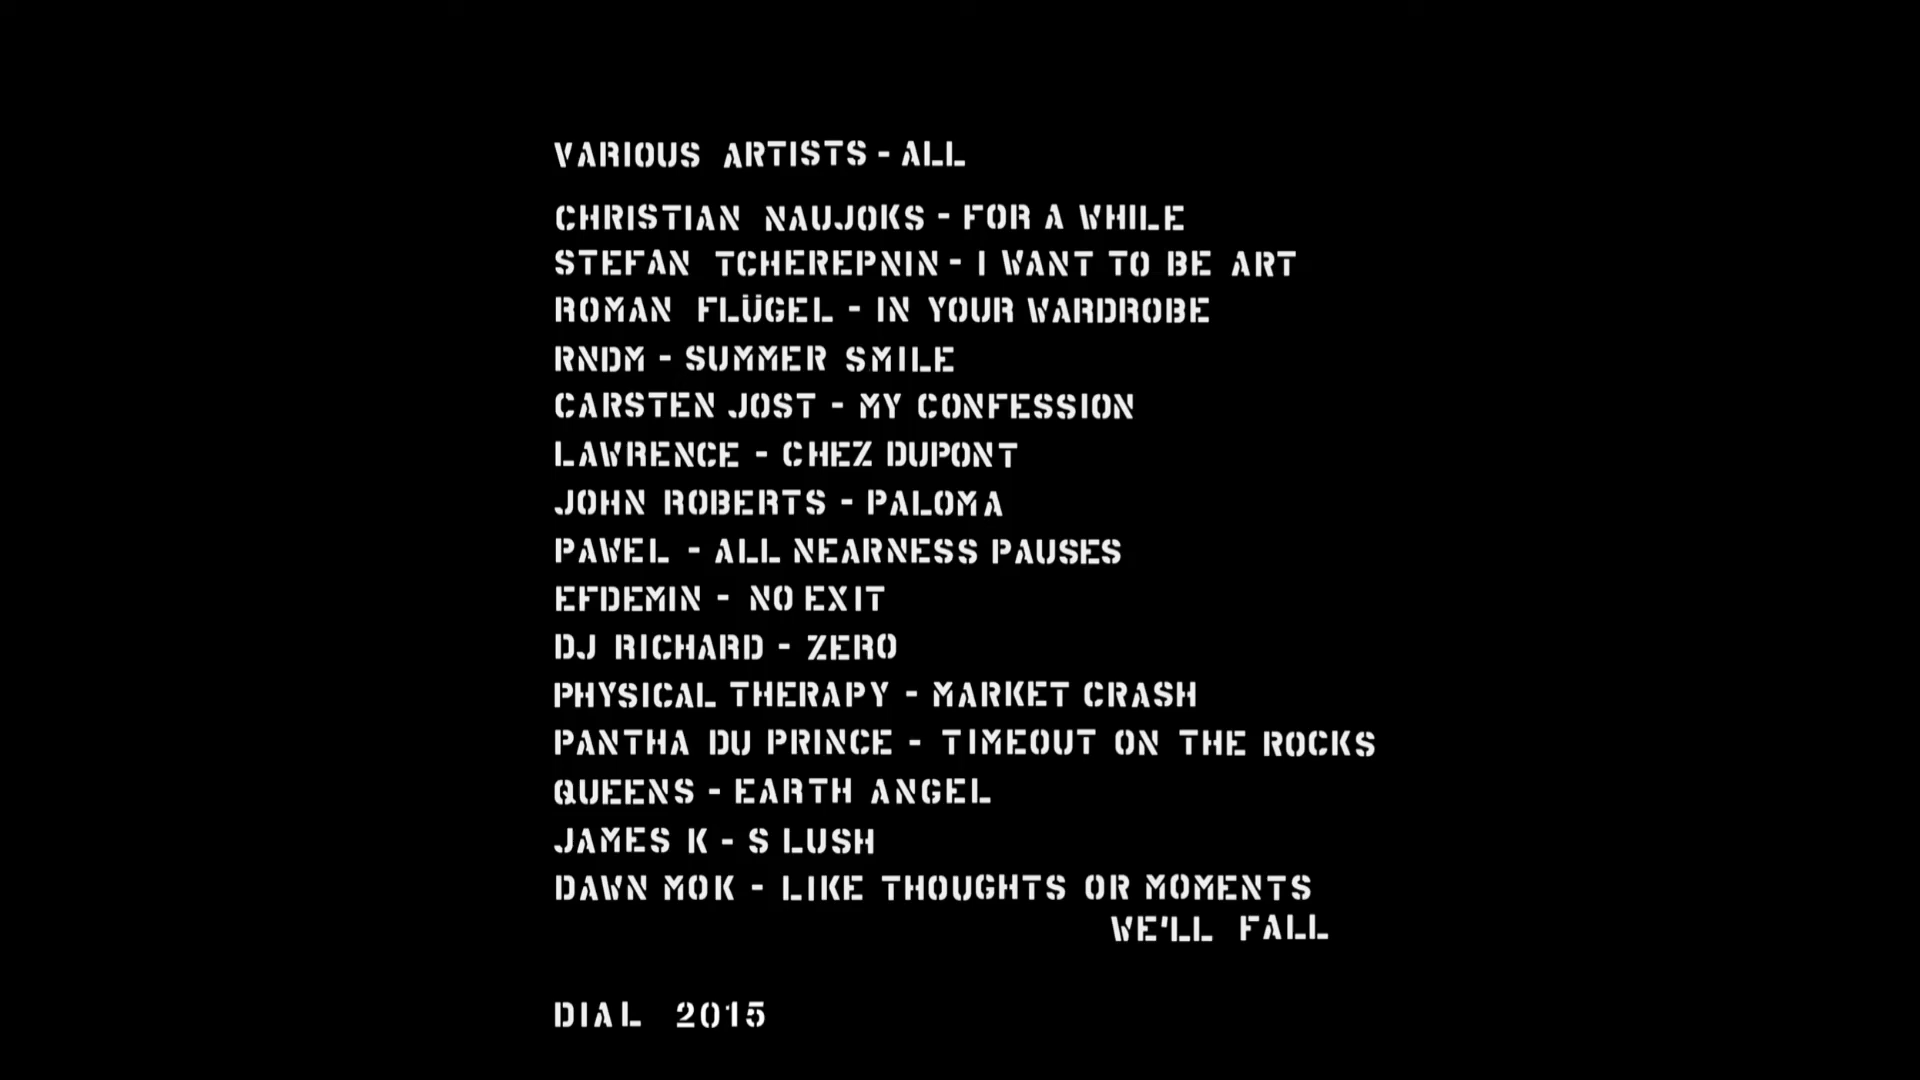 VARIOUS ARTISTS - ALL
CHRISTIAN NAUJOKS - FOR A WHILE
STEFAN TCHEREPNIN - I WANT TO BE ART
ROMAN FLÜGEL - IN YOUR WARDROBE
RNDM - SUMMER SMILE
CARSTEN JOST - MY CONFESSION
LAWRENCE - CHEZ DUPONT
JOHN ROBERTS - PALOMA
PAWEL - ALL NEARNESS PAUSES
EFDEMIN - NO EXIT
DJ RICHARD - ZERO
PHYSICAL THERAPY - MARKET CRASH
PANTHA DU PRINCE - TIMEOUT ON THE ROCKS
QUEENS - EARTH ANGEL
JAMES K - S LUSH
DAWN MOK - LIKE THOUGHTS OR MOMENTS
WE'LL FALL
DIAL 2015